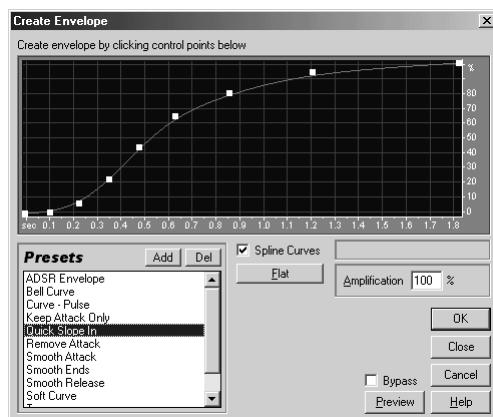 Create Envelope
Create envelope by clicking control points below
%
80
70
60
50
40
30
20
10
0
sec 0.1 0.2 0.3 0.4 0.5 0.6 0.7 0.8 0.9 1.0 1.1 1.2 1.3 1.4 1.5 1.6 1.7 1.8
Presets Add Del
ADSR Envelope
Bell Curve
Curve - Pulse
Keep Attack Only
Quick Slope In
Remove Attack
Smooth Attack
Smooth Ends
Smooth Release
Soft Curve
Spline Curves
Flat
Amplification 100 %
OK
Close
Cancel
Bypass
Preview
Help